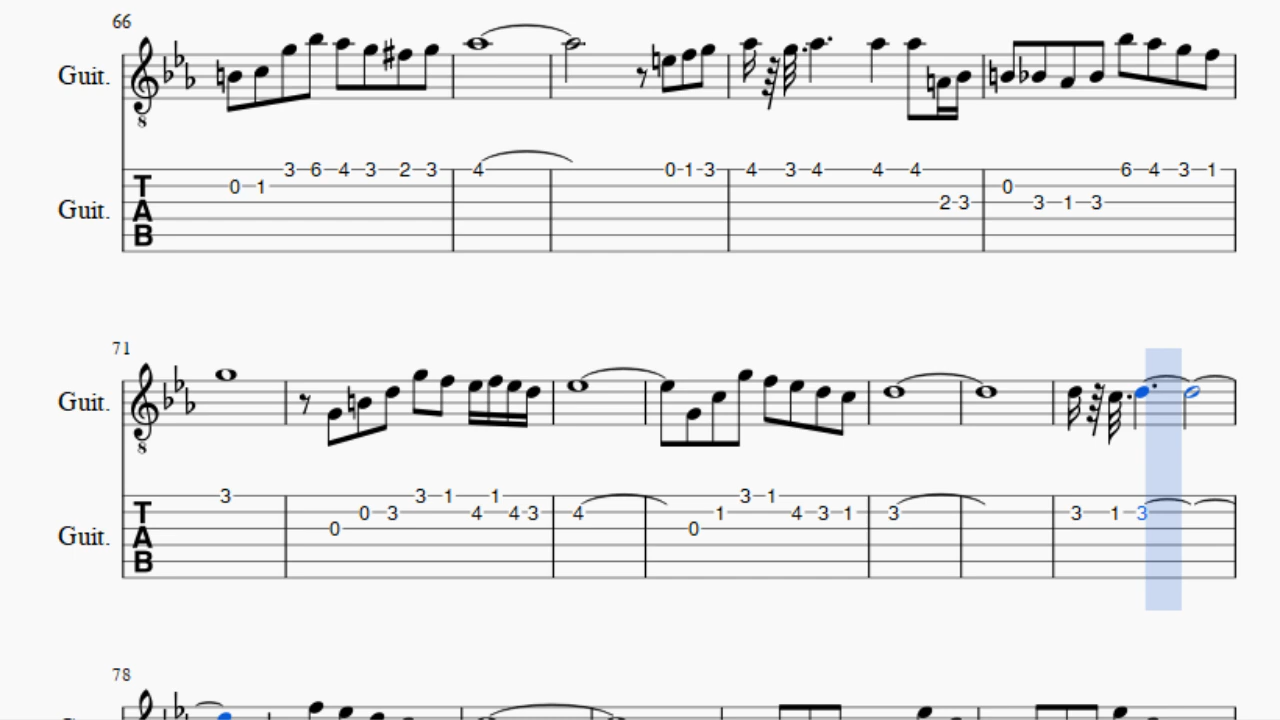 66
Guit.
8
3 6 4 3 2 3 4 0 1 3 4 3 4 4 4 6 4 3 1
T 0 1 0
Guit. A 2 3 3 1 3
B
71
Guit.
8
3 3 1 1 3 1
T 0 3 4 4 3 4 1 4 3 1 3 3 1 3
Guit. A 0 0
B
78